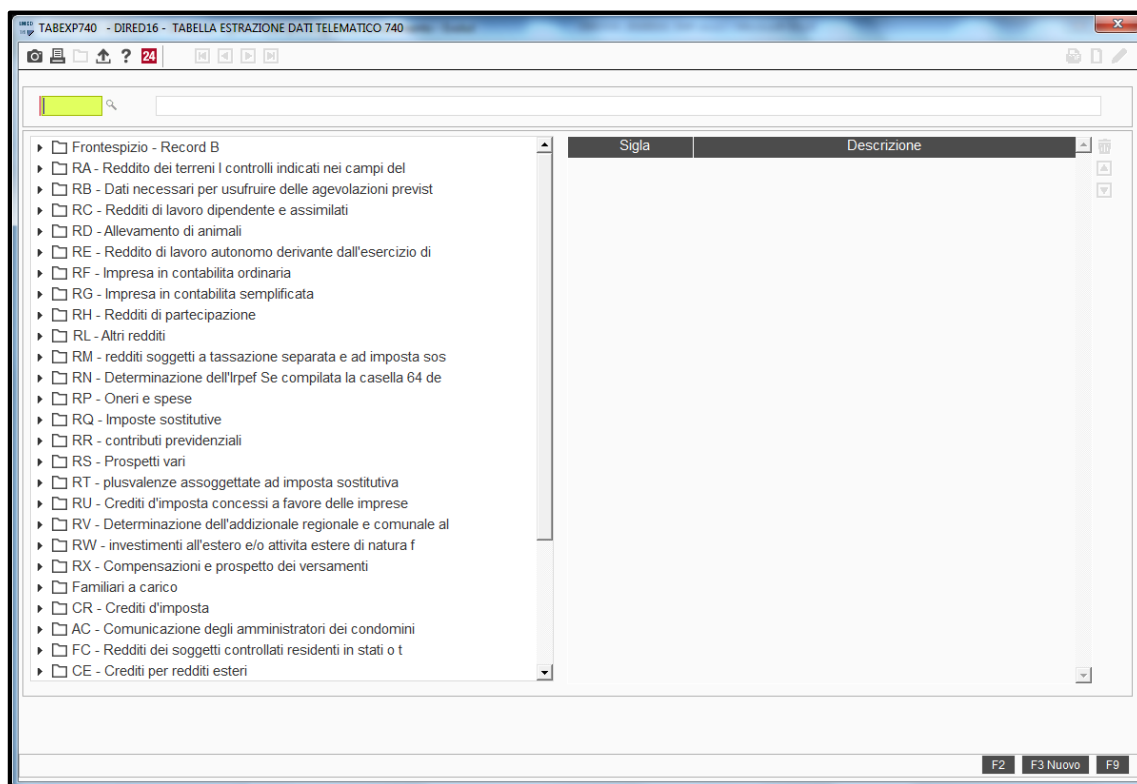 TABEXP740 - DIRED16 - TABELLA ESTRAZIONE DATI TELEMATICO 740
? 24
Sigla Descrizione
Frontespizio - Record B
RA - Reddito dei terreni I controlli indicati nei campi del
RB - Dati necessari per usufruire delle agevolazioni previst
RC - Redditi di lavoro dipendente e assimilati
RD - Allevamento di animali
RE - Reddito di lavoro autonomo derivante dall'esercizio di
RF - Impresa in contabilita ordinaria
RG - Impresa in contabilita semplificata
RH - Redditi di partecipazione
RL - Altri redditi
RM - redditi soggetti a tassazione separata e ad imposta sos
RN - Determinazione dell'Irpef Se compilata la casella 64 de
RP - Oneri e spese
RQ - Imposte sostitutive
RR - contributi previdenziali
RS - Prospetti vari
RT - plusvalenze assoggettate ad imposta sostitutiva
RU - Crediti d'imposta concessi a favore delle imprese
RV - Determinazione dell'addizionale regionale e comunale al
RW - investimenti all'estero e/o attivita estere di natura f
RX - Compensazioni e prospetto dei versamenti
Familiari a carico
CR - Crediti d'imposta
AC - Comunicazione degli amministratori dei condomini
FC - Redditi dei soggetti controllati residenti in stati o t
CE - Crediti per redditi esteri
F2 F3 Nuovo F9